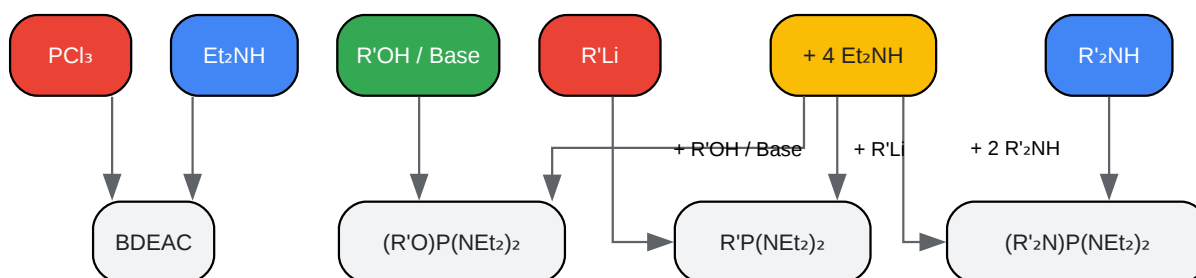 PCl₃
Et₂NH
R'OH / Base
R'Li
+ 4 Et₂NH
R'₂NH
+ R'OH / Base
+ R'Li
+ 2 R'₂NH
BDEAC
(R'O)P(NEt₂)₂
R'P(NEt₂)₂
(R'₂N)P(NEt₂)₂